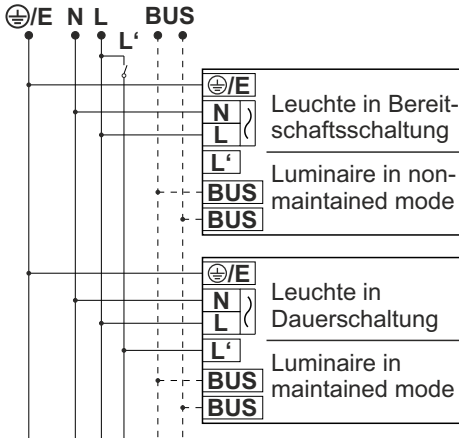 ⏚/E N L BUS
L‘
⏚/E
N
L
L‘
BUS
BUS
Leuchte in Bereit-
schaftsschaltung
Luminaire in non-
maintained mode
⏚/E
N
L
L‘
BUS
BUS
Leuchte in
Dauerschaltung
Luminaire in
maintained mode